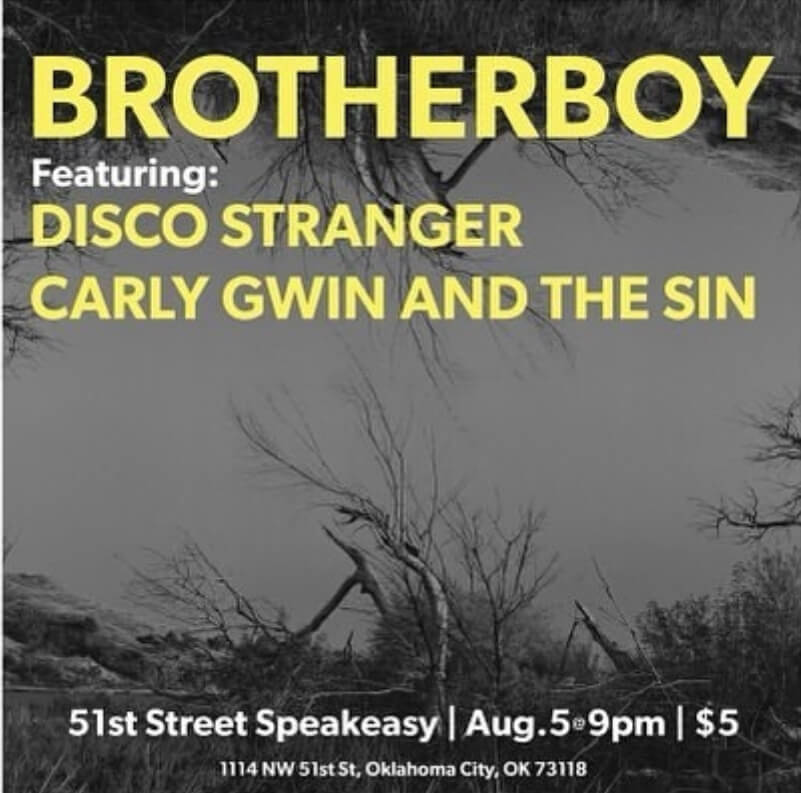 BROTHERBOY
Featuring:
DISCO STRANGER
CARLY GWIN AND THE SIN
51st Street Speakeasy | Aug.5@9pm | $5
1114 NW 51st St, Oklahoma City, OK 73118